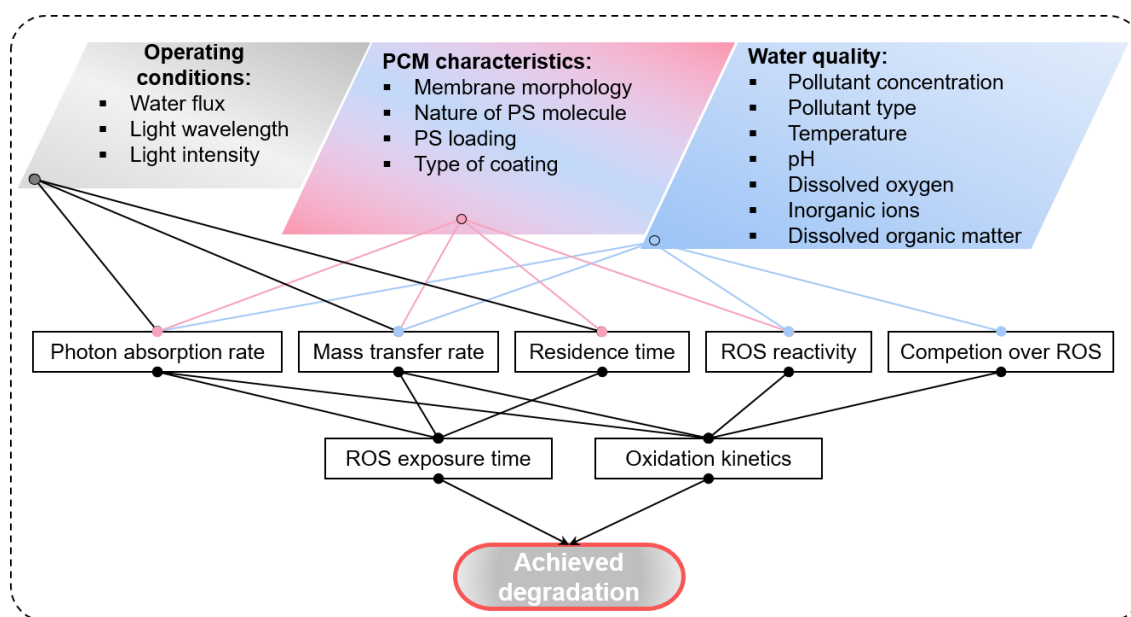 Operating
conditions:
▪ Water flux
▪ Light wavelength
▪ Light intensity
PCM characteristics:
▪ Membrane morphology
▪ Nature of PS molecule
▪ PS loading
▪ Type of coating
Water quality:
▪ Pollutant concentration
▪ Pollutant type
▪ Temperature
▪ pH
▪ Dissolved oxygen
▪ Inorganic ions
▪ Dissolved organic matter
Photon absorption rate
Mass transfer rate
Residence time
ROS reactivity
Competion over ROS
ROS exposure time
Oxidation kinetics
Achieved
degradation